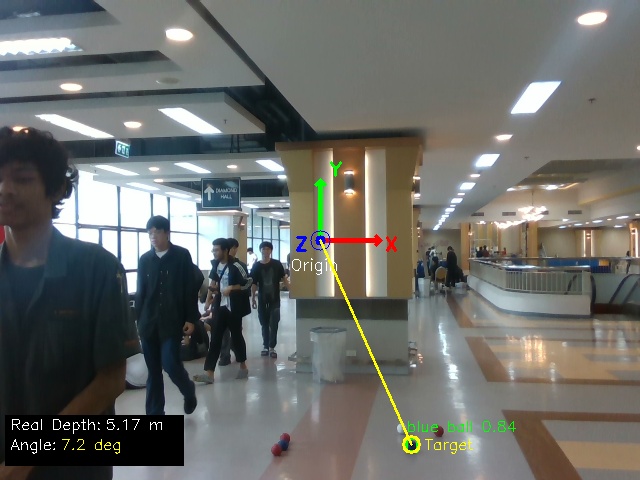 DIAMOND
HALL
Y
Z
X
Origin
blue ball 0.84
Target
Real Depth: 5.17 m
Angle: 7.2 deg